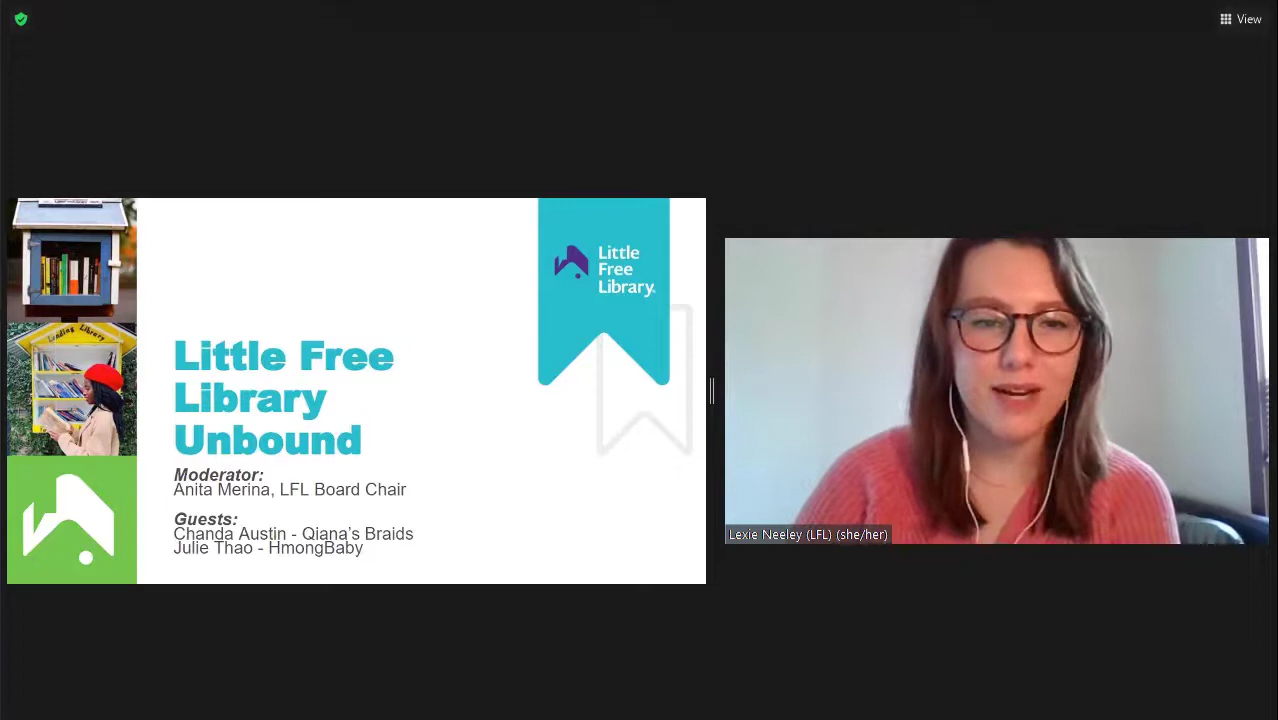 View
Lending Library
Little
Free
Library.
Little Free
Library
Unbound
Moderator:
Anita Merina, LFL Board Chair
Guests:
Chanda Austin - Qiana's Braids
Julie Thao - HmongBaby
Lexie Neeley (LFL) (she/her)